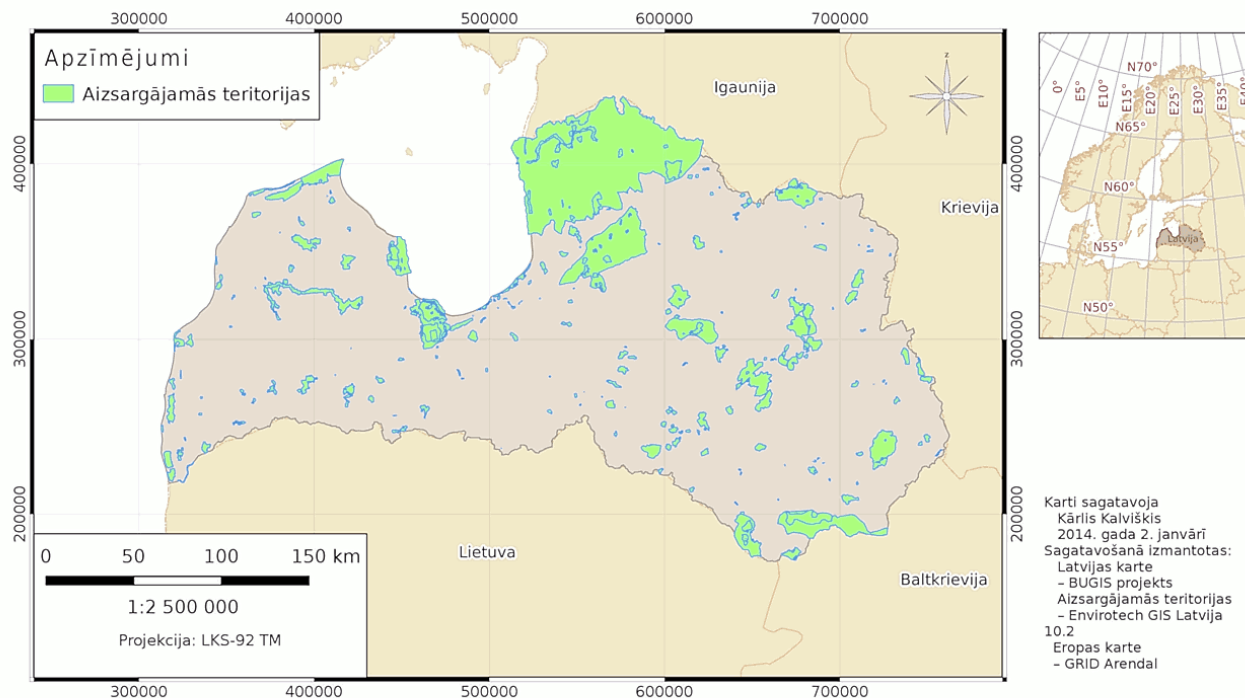 300000 400000 500000 600000 700000
Apzīmējumi
Aizsargājamās teritorijas
z
Igaunija
Krievija
Lietuva
Baltkrievija
400000
300000
200000
400000
300000
200000
0 50 100 150 km
1:2 500 000
Projekcija: LKS-92 TM
300000 400000 500000 600000 700000
N70°
0° E5° E10° E15° E20° E25° E30° E35° E40°
N65°
N60°
Latvija
N55°
N50°
Karti sagatavoja
Kārlis Kalviškis
2014. gada 2. janvārī
Sagatavošanā izmantotas:
Latvijas karte
– BUGIS projekts
Aizsargājamās teritorijas
– Envirotech GIS Latvija
10.2
Eropas karte
– GRID Arendal